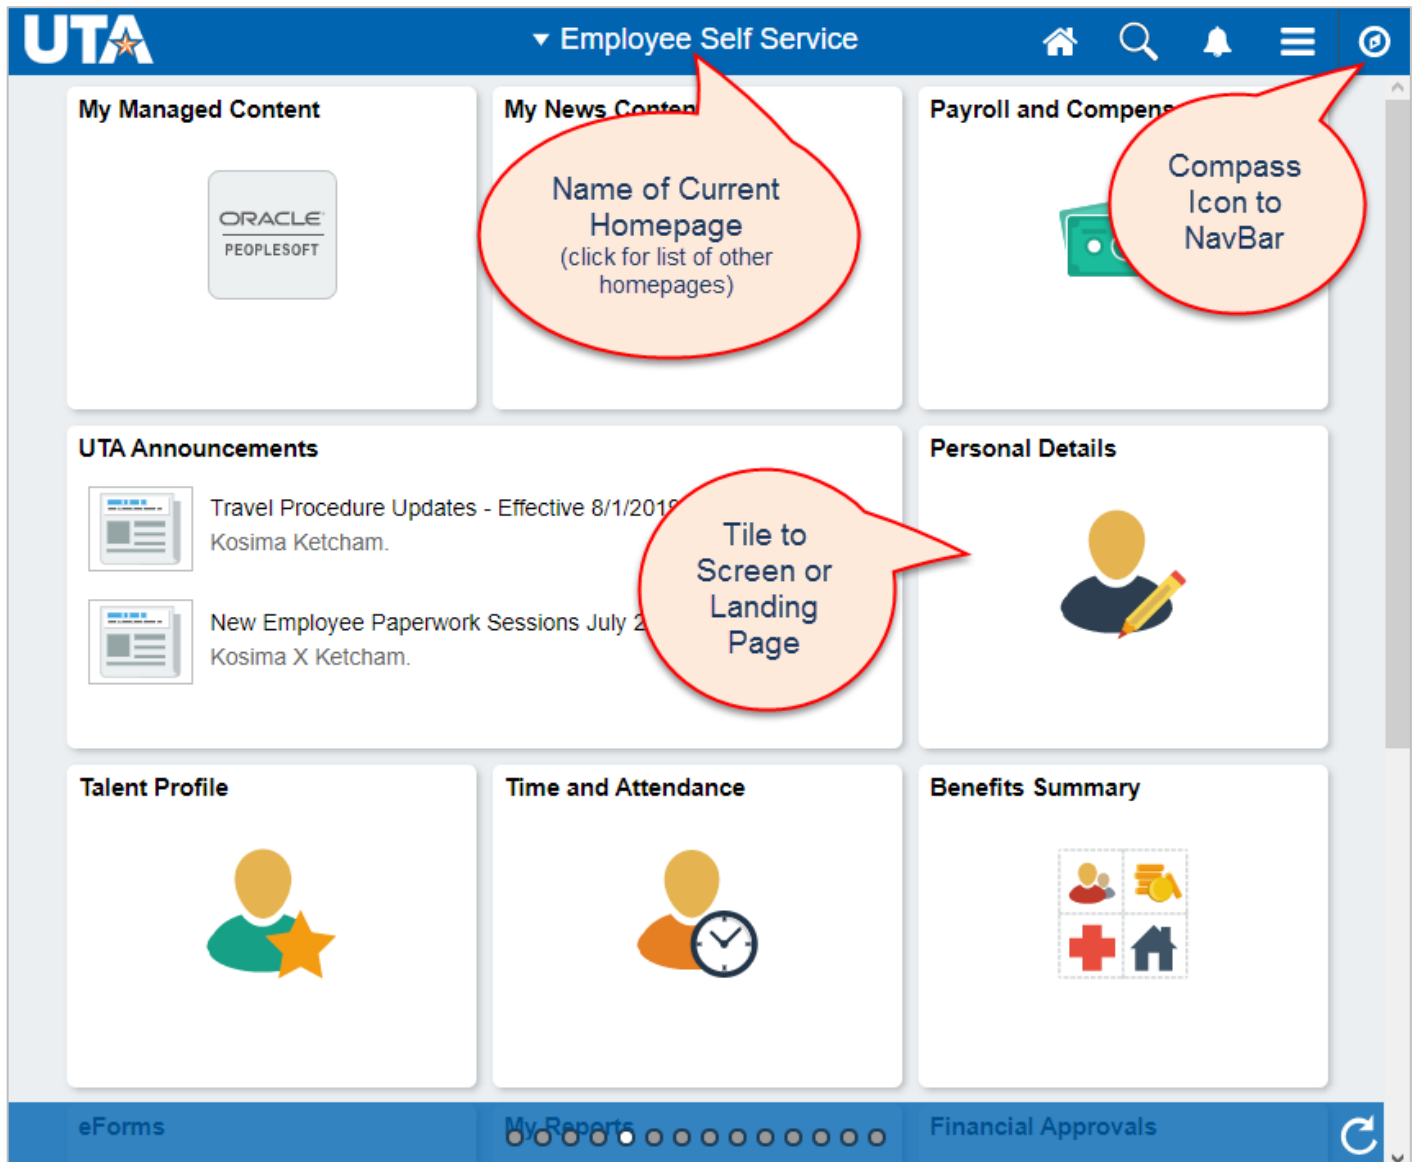 UTA
Employee Self Service
My Managed Content
My News Conten
Payroll and Compens
ORACLE
PEOPLESOFT
Name of Current
Homepage
(click for list of other
homepages)
Compass
Icon to
NavBar
UTA Announcements
Travel Procedure Updates - Effective 8/1/2019
Kosima Ketcham.
New Employee Paperwork Sessions July 2
Kosima X Ketcham.
Tile to
Screen or
Landing
Page
Personal Details
Talent Profile
Time and Attendance
Benefits Summary
eForms
My Reports
Financial Approvals